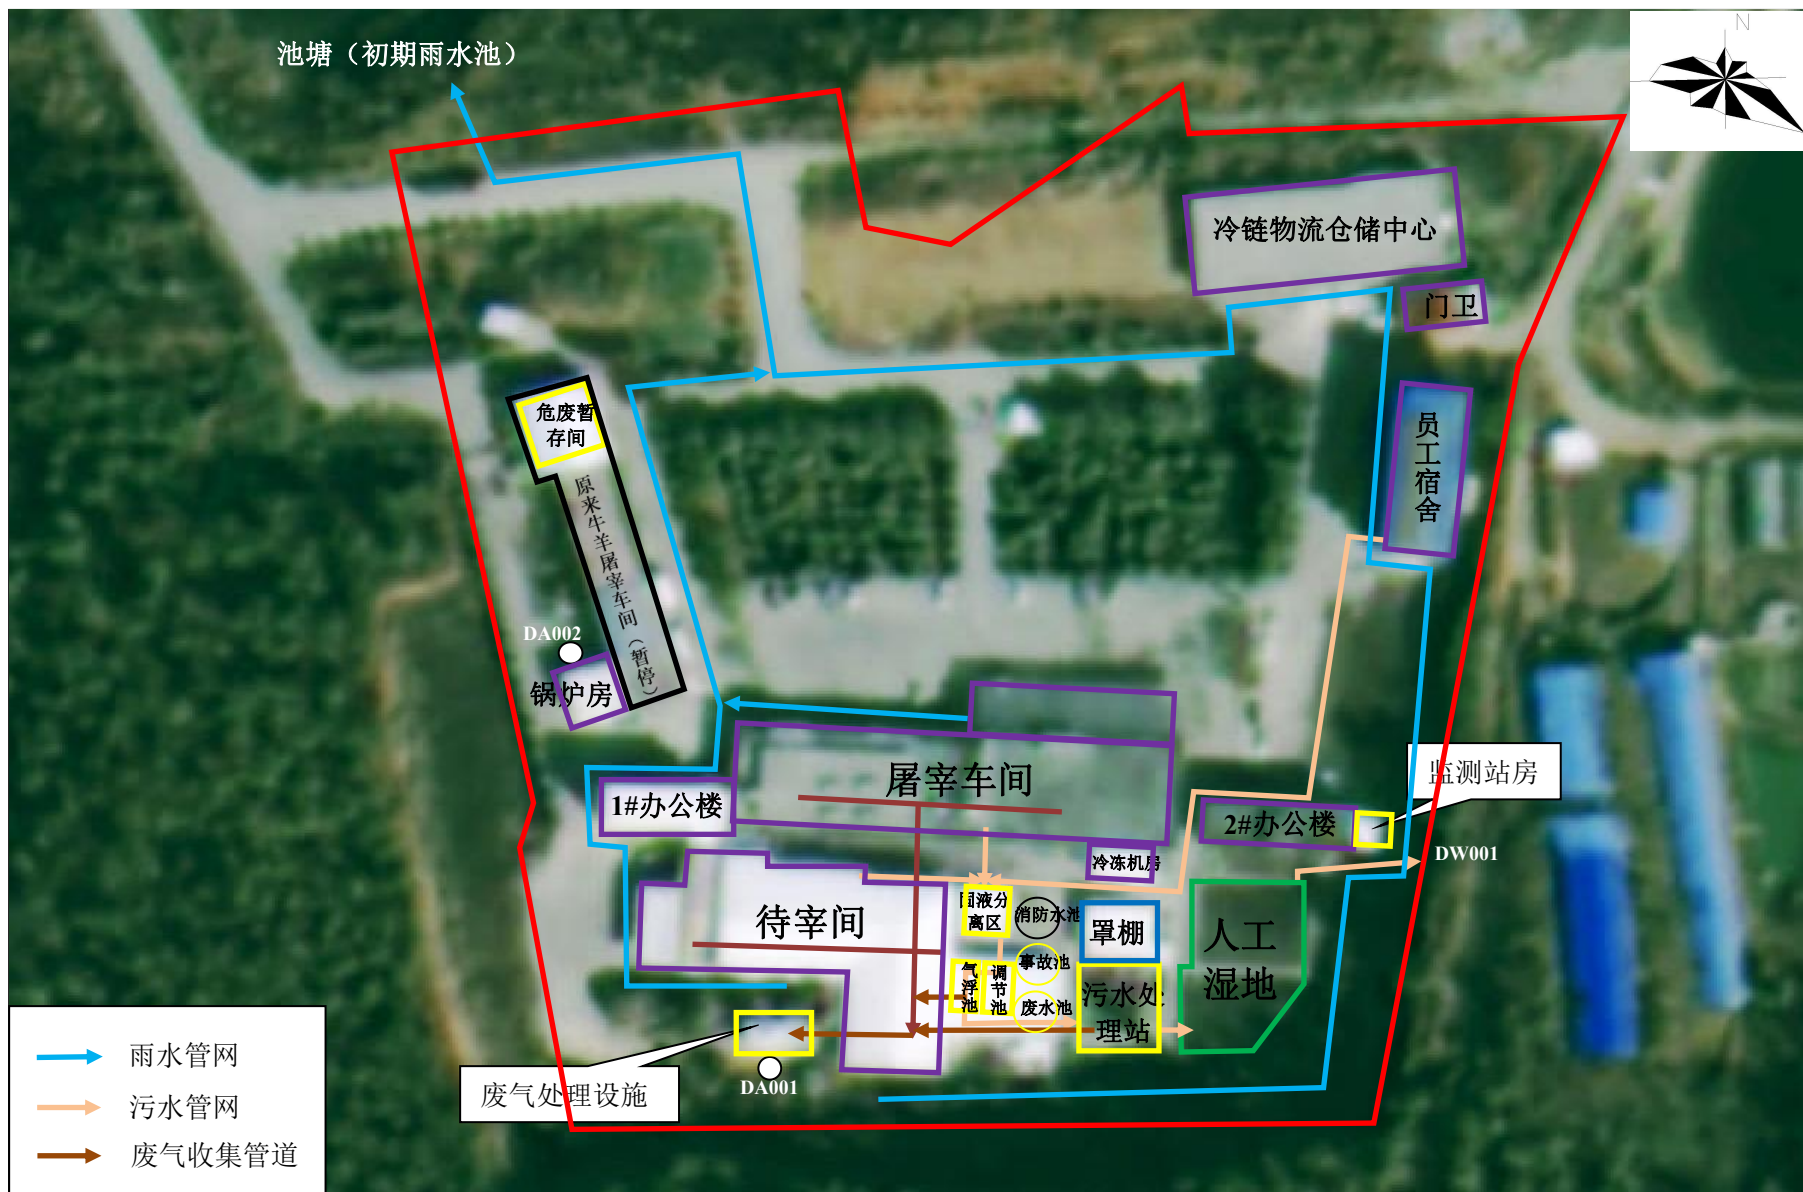 N
池塘（初期雨水池）
冷链物流仓储中心
门卫
危废暂
存间
员工宿舍
原来牛羊屠宰车间（暂停）
DA002
锅炉房
屠宰车间
监测站房
1#办公楼
2#办公楼
DW001
冷冻机房
固液分
离区
消防水池
罩棚
待宰间
人工
湿地
事故池
气浮池
调节池
废水池
污水处
理站
废气处理设施
DA001
雨水管网
污水管网
废气收集管道